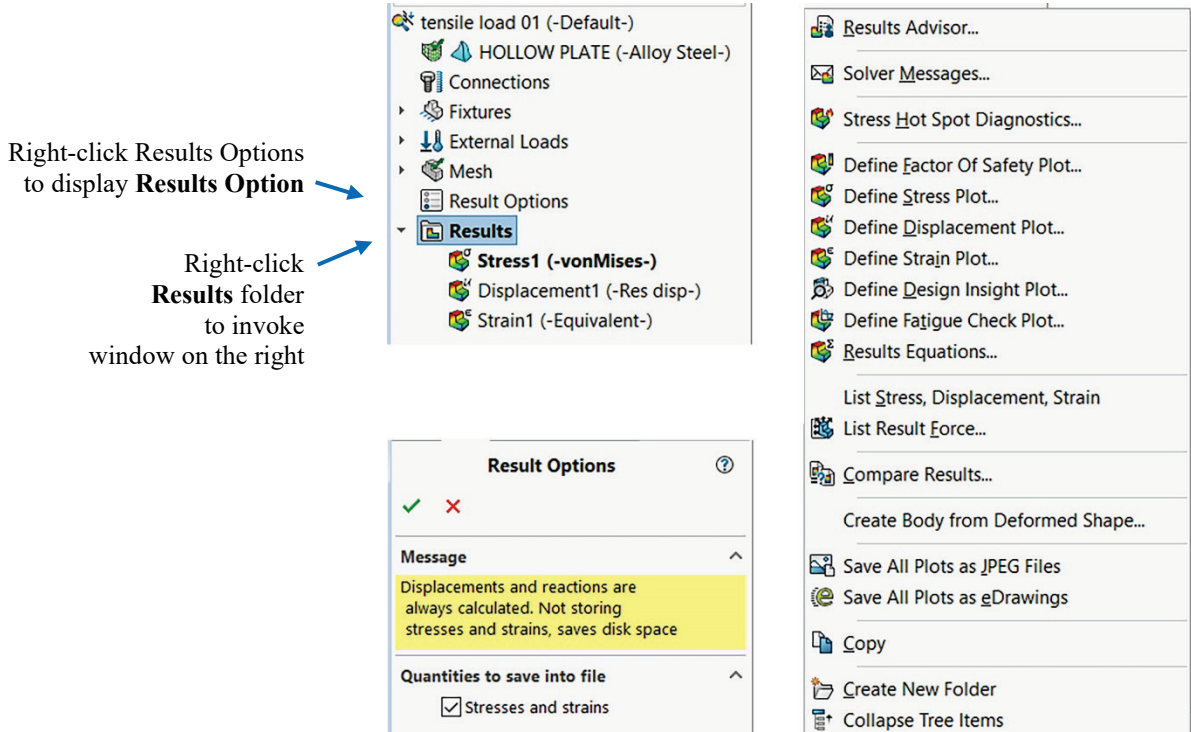 Right-click Results Options
to display Results Option
Right-click
Results folder
to invoke
window on the right
tensile load 01 (-Default-)
HOLLOW PLATE (-Alloy Steel-)
Connections
Fixtures
External Loads
Mesh
Result Options
Results
Stress1 (-vonMises-)
Displacement1 (-Res disp-)
Strain1 (-Equivalent-)
Result Options
Message
Displacements and reactions are
always calculated. Not storing
stresses and strains, saves disk space
Quantities to save into file
Stresses and strains
Results Advisor...
Solver Messages...
Stress Hot Spot Diagnostics...
Define Factor Of Safety Plot...
Define Stress Plot...
Define Displacement Plot...
Define Strain Plot...
Define Design Insight Plot...
Define Fatigue Check Plot...
Results Equations...
List Stress, Displacement, Strain
List Result Force...
Compare Results...
Create Body from Deformed Shape...
Save All Plots as JPEG Files
Save All Plots as eDrawings
Copy
Create New Folder
Collapse Tree Items